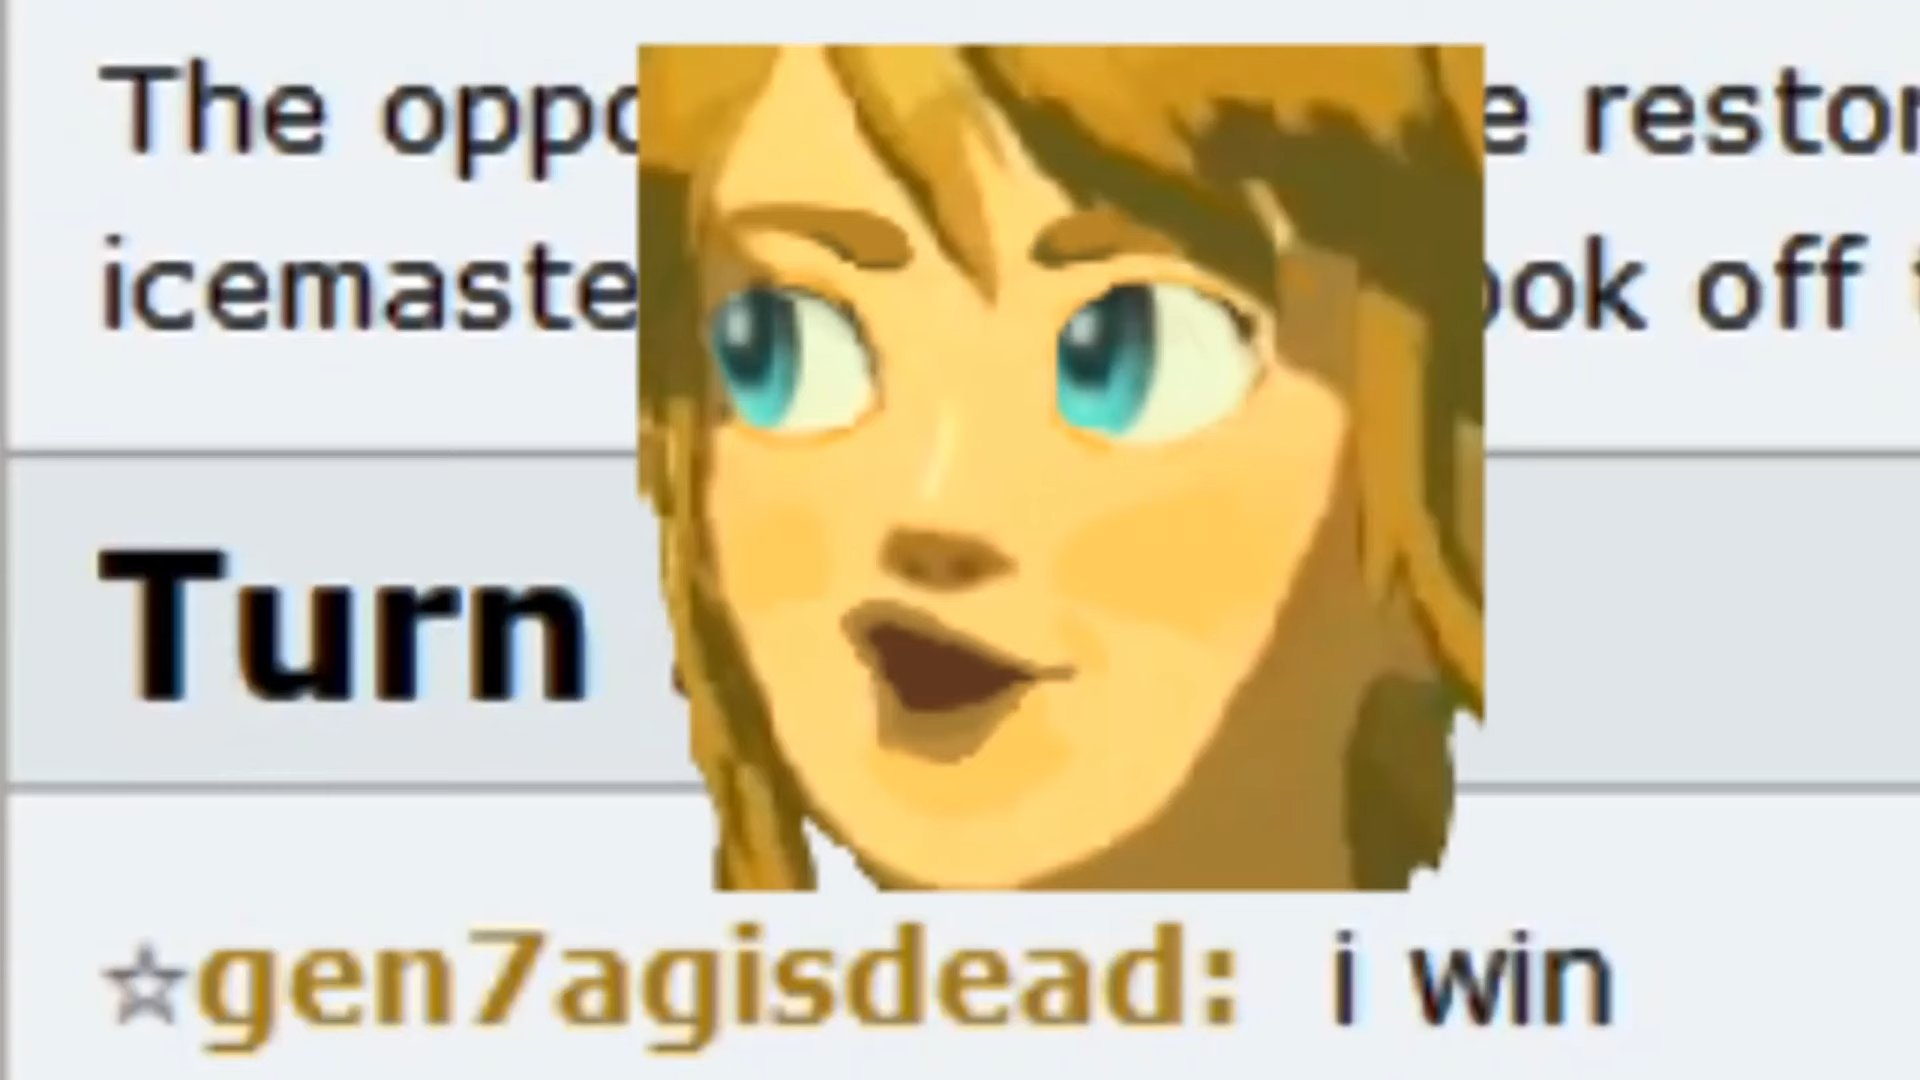 The oppo e restor
icemaste ook off
Turn
☆gen7agisdead: i win